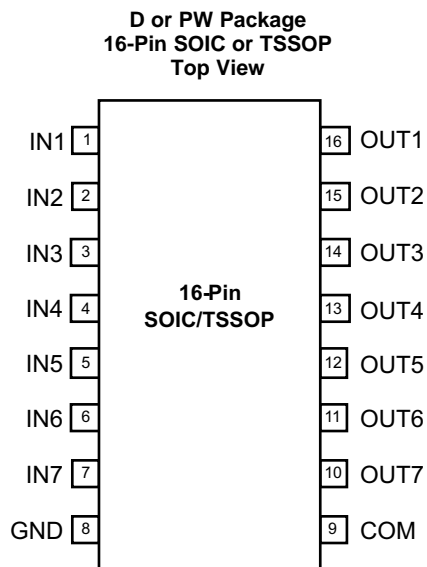 D or PW Package
16-Pin SOIC or TSSOP
Top View
IN1 1 16 OUT1
IN2 2 15 OUT2
IN3 3 14 OUT3
16-Pin
SOIC/TSSOP
IN4 4 13 OUT4
IN5 5 12 OUT5
IN6 6 11 OUT6
IN7 7 10 OUT7
GND 8 9 COM